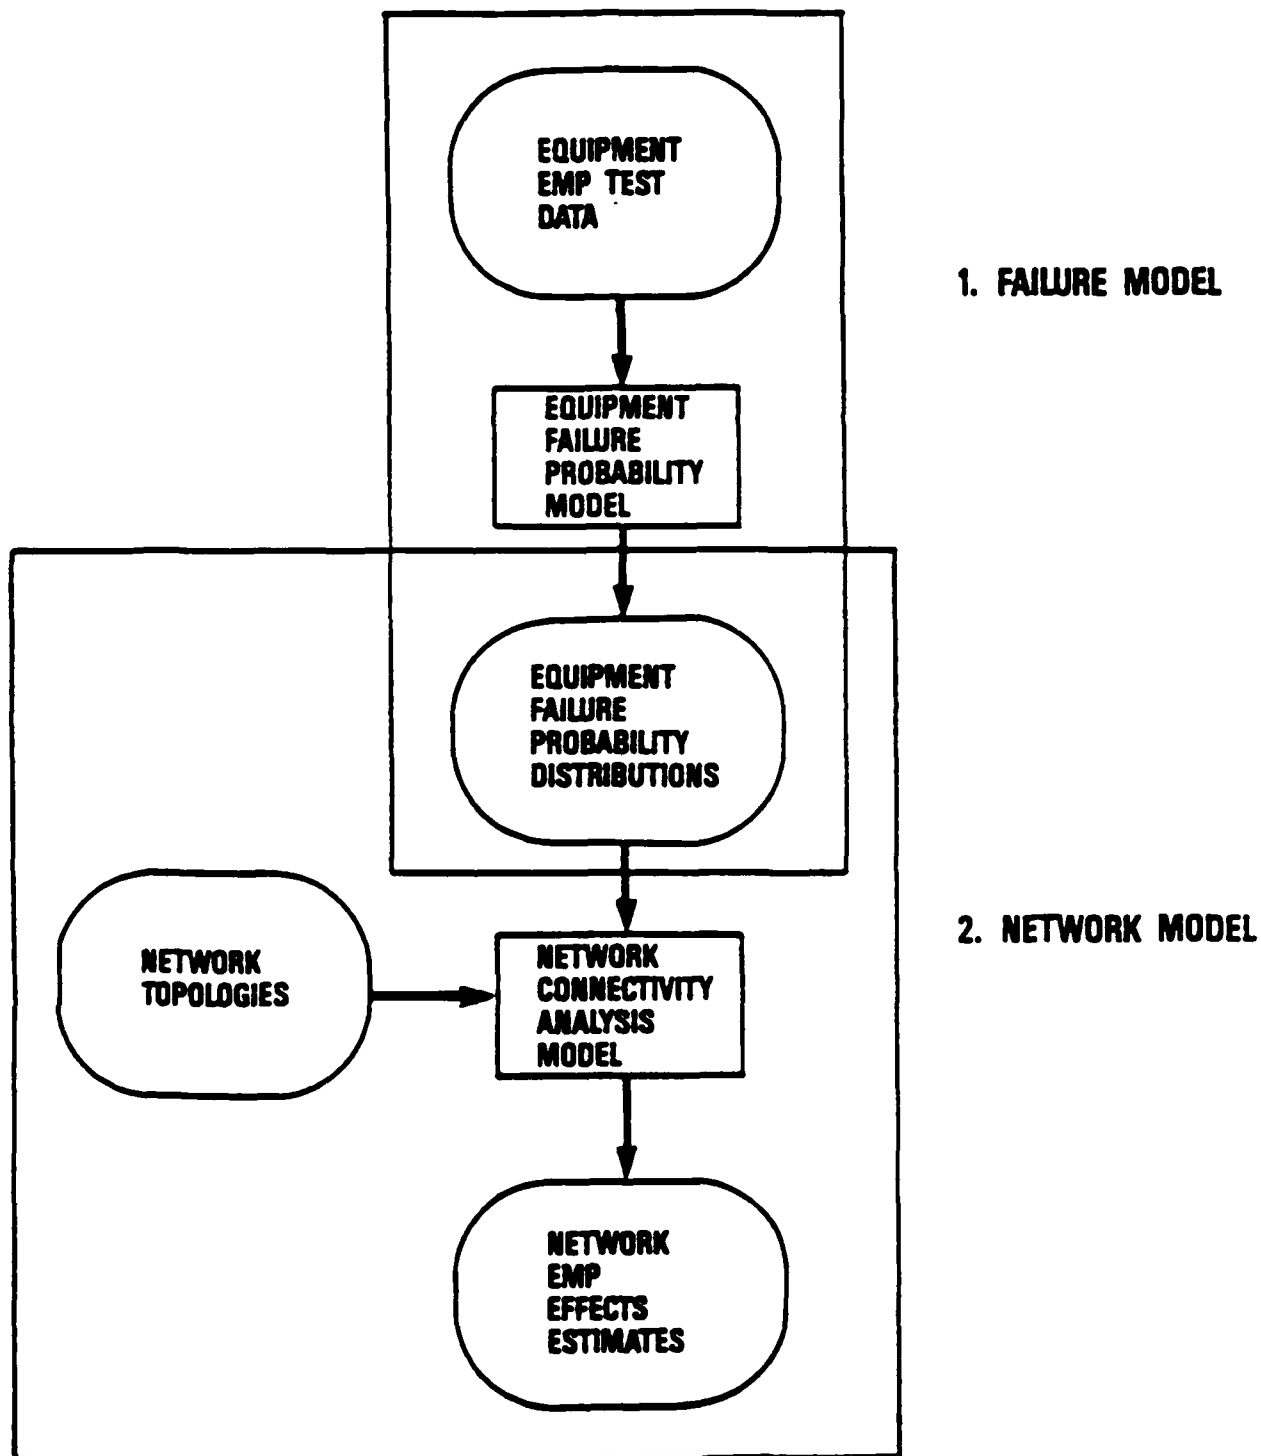 EQUIPMENT
EMP TEST
DATA
1. FAILURE MODEL
EQUIPMENT
FAILURE
PROBABILITY
MODEL
EQUIPMENT
FAILURE
PROBABILITY
DISTRIBUTIONS
2. NETWORK MODEL
NETWORK
TOPOLOGIES
NETWORK
CONNECTIVITY
ANALYSIS
MODEL
NETWORK
EMP
EFFECTS
ESTIMATES